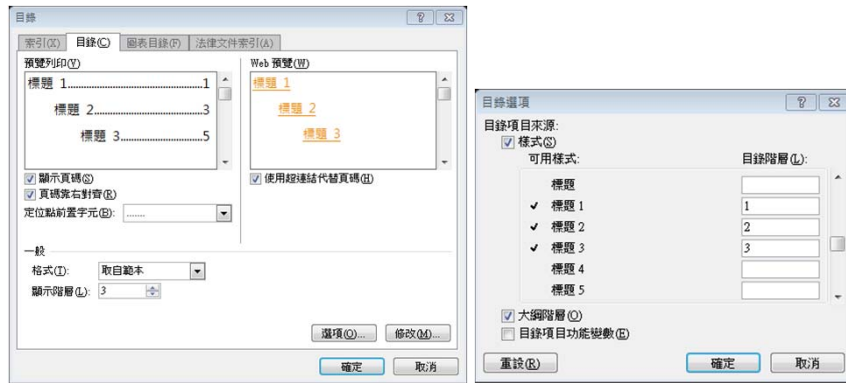 目錄
索引(X) 目錄(C) 圖表目錄(F) 法律文件索引(A)
預覽列印(V)
標題 1..........................................1
標題 2...................................3
標題 3..........................5
Web 預覽(W)
標題 1
標題 2
標題 3
顯示頁碼(S)
頁碼靠右對齊(R)
定位點前置字元(B): .......
使用超連結代替頁碼(H)
一般
格式(T): 取自範本
顯示階層(L): 3
選項(O)... 修改(M)...
確定 取消
目錄選項
目錄項目來源:
樣式(S)
可用樣式: 目錄階層(L):
標題
標題 1 1
標題 2 2
標題 3 3
標題 4
標題 5
大綱階層(O)
目錄項目功能變數(E)
重設(R) 確定 取消